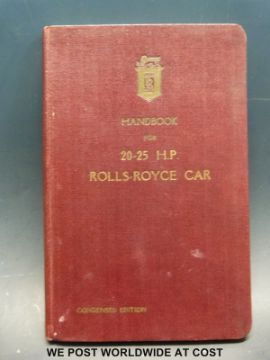 HANDBOOK
FOR
20-25 H.P.
ROLLS-ROYCE CAR
CONDENSED EDITION
WE POST WORLDWIDE AT COST